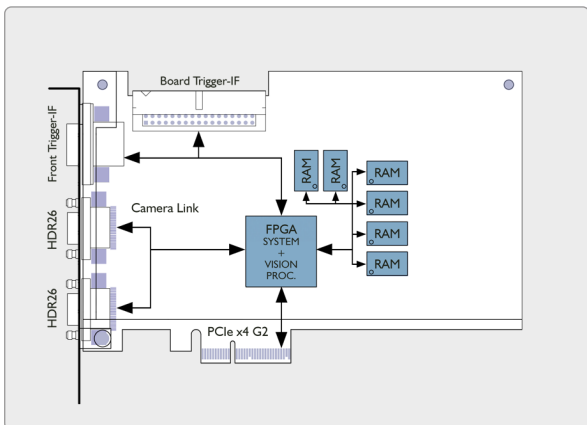 Board Trigger-IF
Front Trigger-IF
RAM
RAM
RAM
RAM
RAM
RAM
Camera Link
HDR26
FPGA
SYSTEM
+
VISION
PROC.
HDR26
PCIe x4 G2